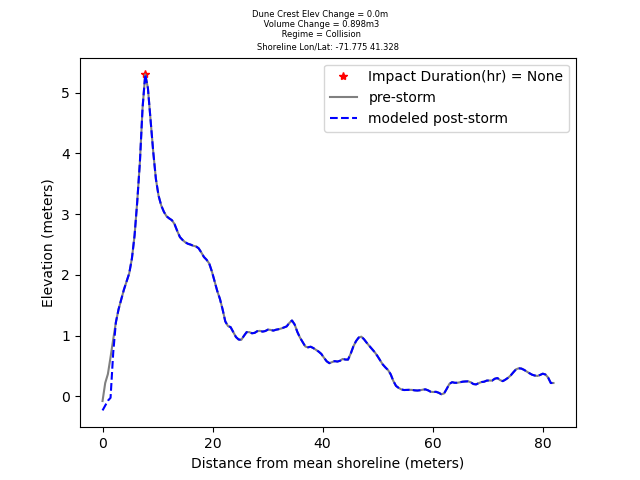 Dune Crest Elev Change = 0.0m
Volume Change = 0.898m3
Regime = Collision
Shoreline Lon/Lat: -71.775 41.328
Impact Duration(hr) = None
pre-storm
modeled post-storm
Elevation (meters)
5
4
3
2
1
0
0 20 40 60 80
Distance from mean shoreline (meters)